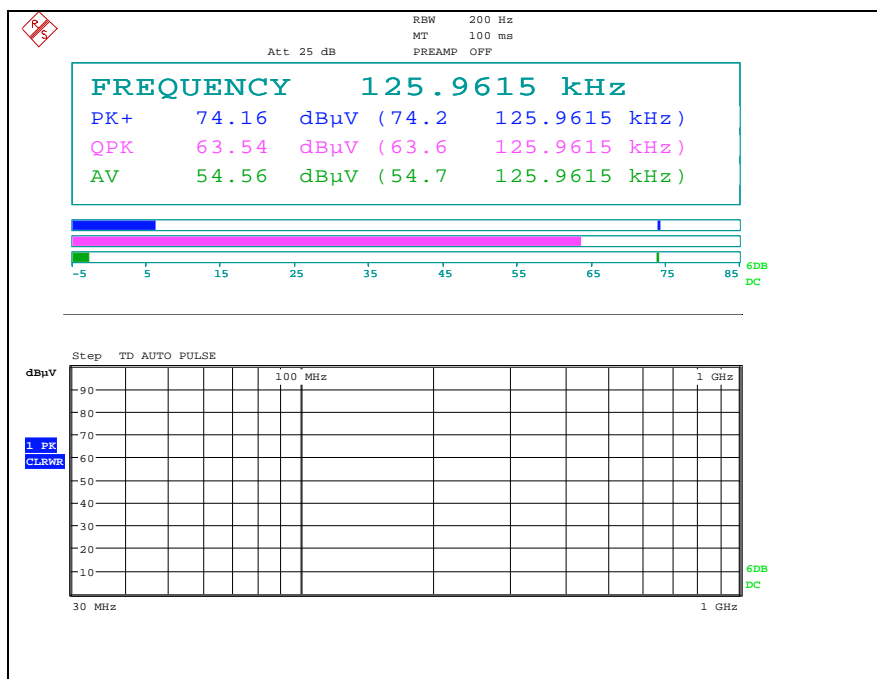 R
S
RBW 200 Hz
MT 100 ms
Att 25 dB PREAMP OFF
FREQUENCY 125.9615 kHz
PK+ 74.16 dBµV (74.2 125.9615 kHz)
QPK 63.54 dBµV (63.6 125.9615 kHz)
AV 54.56 dBµV (54.7 125.9615 kHz)
-5 5 15 25 35 45 55 65 75 85
6DB
DC
Step TD AUTO PULSE
dBµV
100 MHz 1 GHz
90
80
70
1 PK
CLRWR
60
50
40
30
20
10
6DB
DC
30 MHz 1 GHz